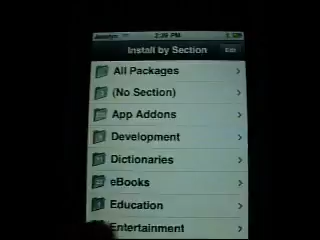 2:39 PM
Install by Section
Edit
All Packages
(No Section)
App Addons
Development
Dictionaries
eBooks
Education
Entertainment